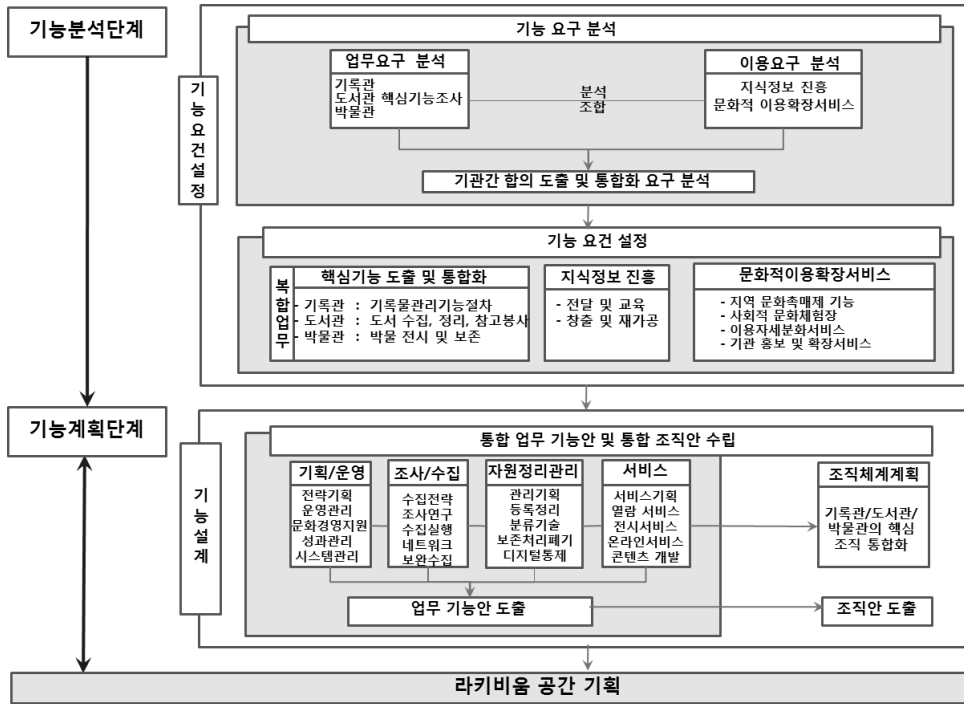 기능분석단계
기능요건설정
기능 요구 분석
업무요구 분석
기록관
도서관 핵심기능조사
박물관
분석
조합
이용요구 분석
지식정보 진흥
문화적 이용확장서비스
기관간 합의 도출 및 통합화 요구 분석
기능 요건 설정
복합업무
핵심기능 도출 및 통합화
- 기록관 : 기록물관리기능절차
- 도서관 : 도서 수집, 정리, 참고봉사
- 박물관 : 박물 전시 및 보존
지식정보 진흥
- 전달 및 교육
- 창출 및 재가공
문화적이용확장서비스
- 지역 문화촉매제 기능
- 사회적 문화체험장
- 이용자세분화서비스
- 기관 홍보 및 확장서비스
기능계획단계
기능설계
통합 업무 기능안 및 통합 조직안 수립
기획/운영
전략기획
운영관리
문화경영지원
성과관리
시스템관리
조사/수집
수집전략
조사연구
수집실행
네트워크
보완수집
자원정리관리
관리기획
등록정리
분류기술
보존처리폐기
디지털통제
서비스
서비스기획
열람 서비스
전시서비스
온라인서비스
콘텐츠 개발
조직체계계획
기록관/도서관/
박물관의 핵심
조직 통합화
업무 기능안 도출
조직안 도출
라키비움 공간 기획